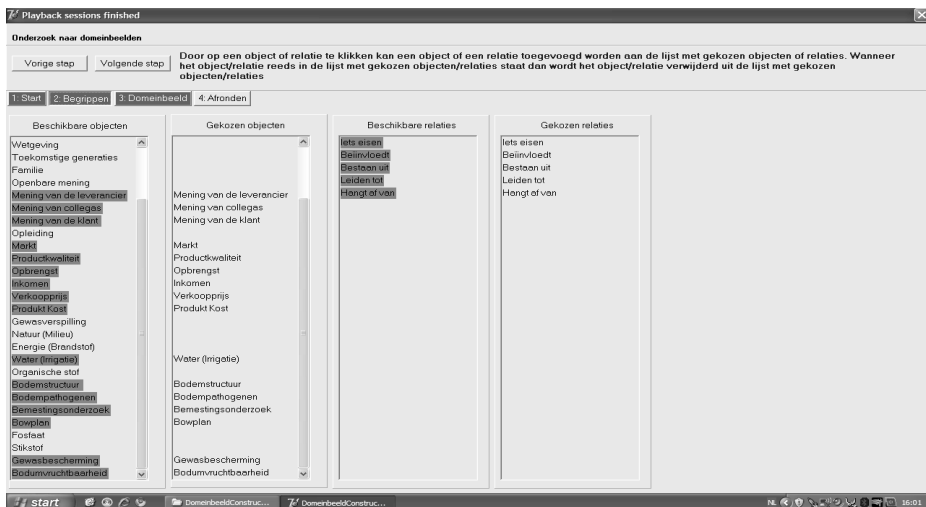 Playback sessions finished
Onderzoek naar domeinbeelden
Vorige stap
Volgende stap
Door op een object of relatie te klikken kan een object of een relatie toegevoegd worden aan de lijst met gekozen objecten of relaties. Wanneer
het object/relatie reeds in de lijst met gekozen objecten/relaties staat dan wordt het object/relatie verwijderd uit de lijst met gekozen
objecten/relaties
1: Start
2: Begrippen
3: Domeinbeeld
4: Afronden
Beschikbare objecten
Wetgeving
Toekomstige generaties
Familie
Openbare mening
Mening van de leverancier
Mening van collegas
Mening van de klant
Opleiding
Markt
Productkwaliteit
Opbrengst
Inkomen
Verkoopprijs
Produkt Kost
Gewasverspilling
Natuur (Milieu)
Energie (Brandstof)
Water (Irrigatie)
Organische stof
Bodemstructuur
Bodempathogenen
Bemestingsonderzoek
Bowplan
Fosfaat
Stikstof
Gewasbescherming
Bodumvruchtbaarheid
Gekozen objecten
Mening van de leverancier
Mening van collegas
Mening van de klant
Markt
Productkwaliteit
Opbrengst
Inkomen
Verkoopprijs
Produkt Kost
Water (Irrigatie)
Bodemstructuur
Bodempathogenen
Bemestingsonderzoek
Bowplan
Gewasbescherming
Bodumvruchtbaarheid
Beschikbare relaties
Iets eisen
Beiinvloedt
Bestaan uit
Leiden tot
Hangt af van
Gekozen relaties
Iets eisen
Beiinvloedt
Bestaan uit
Leiden tot
Hangt af van
start
DomeinbeeldConstruc...
DomeinbeeldConstruc...
NL
16:01